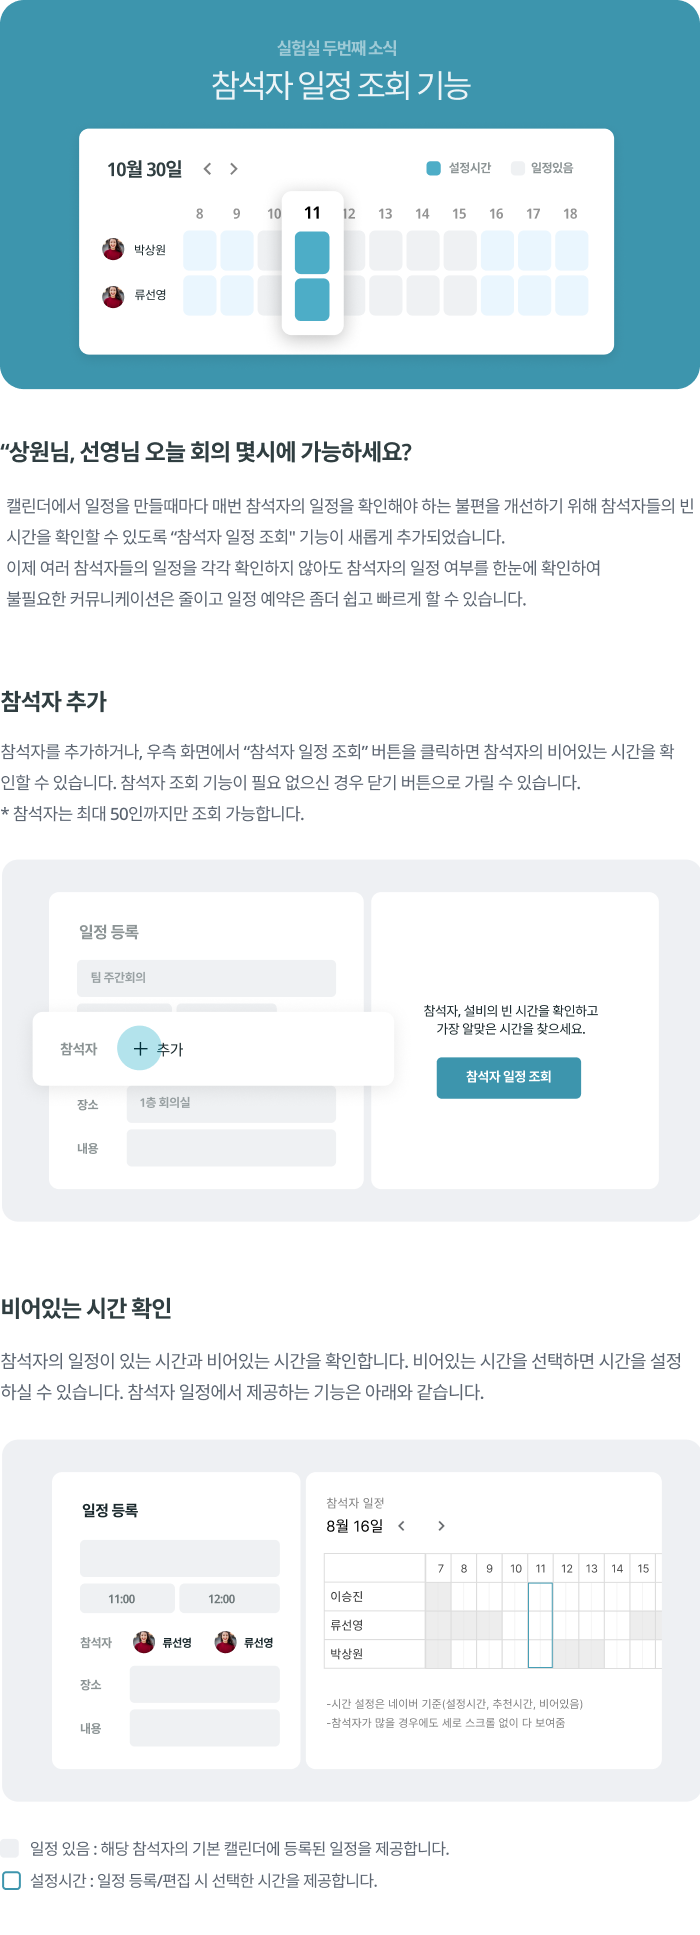 실험실 두번째 소식
참석자 일정 조회 기능
10월 30일
설정시간
일정있음
8 9 10 11 12 13 14 15 16 17 18
박상원
류선영
“상원님, 선영님 오늘 회의 몇시에 가능하세요?
캘린더에서 일정을 만들때마다 매번 참석자의 일정을 확인해야 하는 불편을 개선하기 위해 참석자들의 빈
시간을 확인할 수 있도록 “참석자 일정 조회" 기능이 새롭게 추가되었습니다.
이제 여러 참석자들의 일정을 각각 확인하지 않아도 참석자의 일정 여부를 한눈에 확인하여
불필요한 커뮤니케이션은 줄이고 일정 예약은 좀더 쉽고 빠르게 할 수 있습니다.
참석자 추가
참석자를 추가하거나, 우측 화면에서 “참석자 일정 조회” 버튼을 클릭하면 참석자의 비어있는 시간을 확
인할 수 있습니다. 참석자 조회 기능이 필요 없으신 경우 닫기 버튼으로 가릴 수 있습니다.
* 참석자는 최대 50인까지만 조회 가능합니다.
일정 등록
팀 주간회의
참석자
+ 추가
장소
1층 회의실
내용
참석자, 설비의 빈 시간을 확인하고
가장 알맞은 시간을 찾으세요.
참석자 일정 조회
비어있는 시간 확인
참석자의 일정이 있는 시간과 비어있는 시간을 확인합니다. 비어있는 시간을 선택하면 시간을 설정
하실 수 있습니다. 참석자 일정에서 제공하는 기능은 아래와 같습니다.
일정 등록
11:00
12:00
참석자
류선영
류선영
장소
내용
참석자 일정
8월 16일
7 8 9 10 11 12 13 14 15
이승진
류선영
박상원
-시간 설정은 네이버 기준(설정시간, 추천시간, 비어있음)
-참석자가 많을 경우에도 세로 스크롤 없이 다 보여줌
일정 있음 : 해당 참석자의 기본 캘린더에 등록된 일정을 제공합니다.
설정시간 : 일정 등록/편집 시 선택한 시간을 제공합니다.